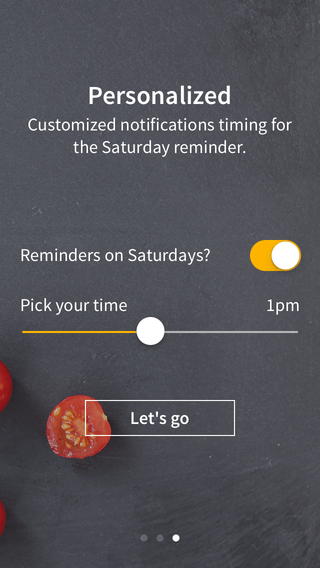 Personalized
Customized notifications timing for
the Saturday reminder.
Reminders on Saturdays?
Pick your time 1pm
Let's go